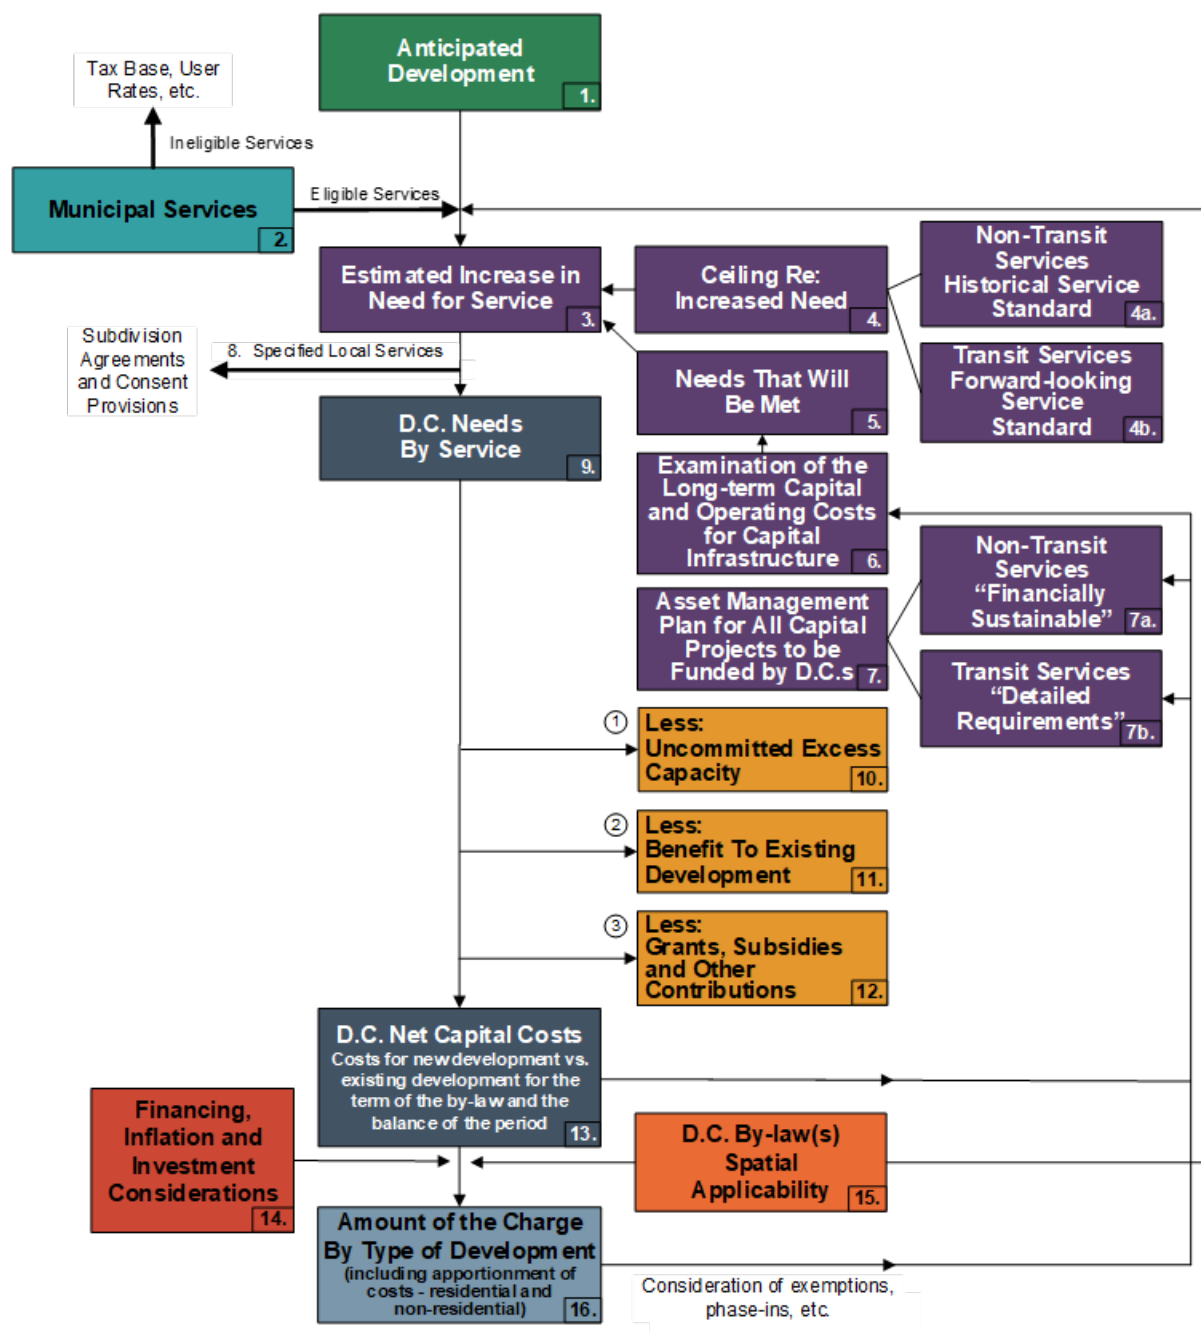 Anticipated
Development
1.
Tax Base, User
Rates, etc.
Ineligible Services
Municipal Services
2.
Eligible Services
Estimated Increase in
Need for Service
3.
Ceiling Re:
Increased Need
4.
Non-Transit
Services
Historical Service
Standard
4a.
Transit Services
Forward-looking
Service
Standard
4b.
Subdivision
Agreements
and Consent
Provisions
8. Specified Local Services
Needs That Will
Be Met
5.
D.C. Needs
By Service
9.
Examination of the
Long-term Capital
and Operating Costs
for Capital
Infrastructure
6.
Non-Transit
Services
“Financially
Sustainable”
7a.
Asset Management
Plan for All Capital
Projects to be
Funded by D.C.s
7.
Transit Services
“Detailed
Requirements”
7b.
1
Less:
Uncommitted Excess
Capacity
10.
2
Less:
Benefit To Existing
Development
11.
3
Less:
Grants, Subsidies
and Other
Contributions
12.
D.C. Net Capital Costs
Costs for new development vs.
existing development for the
term of the by-law and the
balance of the period
13.
Financing,
Inflation and
Investment
Considerations
14.
D.C. By-law(s)
Spatial
Applicability
15.
Amount of the Charge
By Type of Development
(including apportionment of
costs - residential and
non-residential)
16.
Consideration of exemptions,
phase-ins, etc.